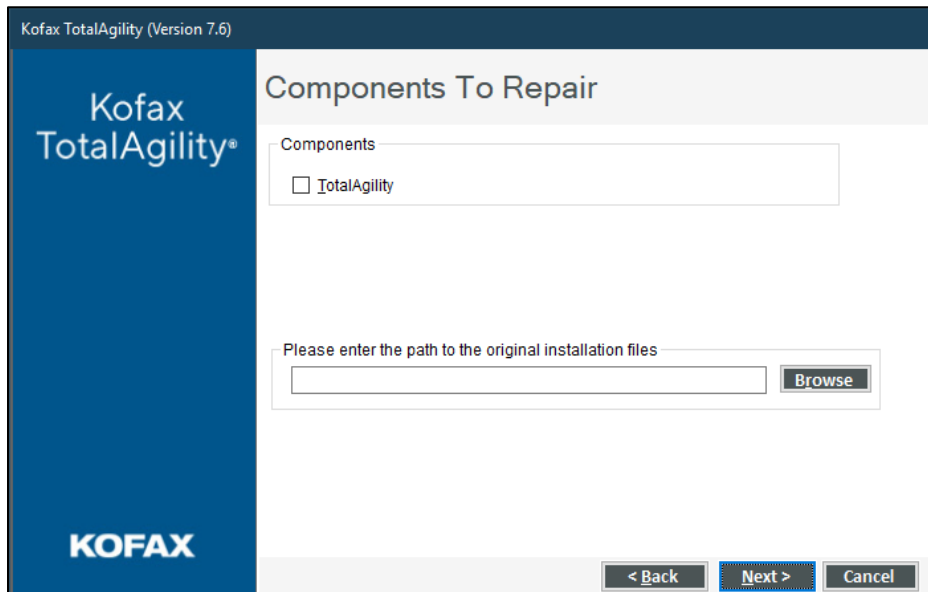 Kofax TotalAgility (Version 7.6)
Kofax
TotalAgility®
Components To Repair
Components
TotalAgility
Please enter the path to the original installation files
Browse
KOFAX
< Back
Next >
Cancel